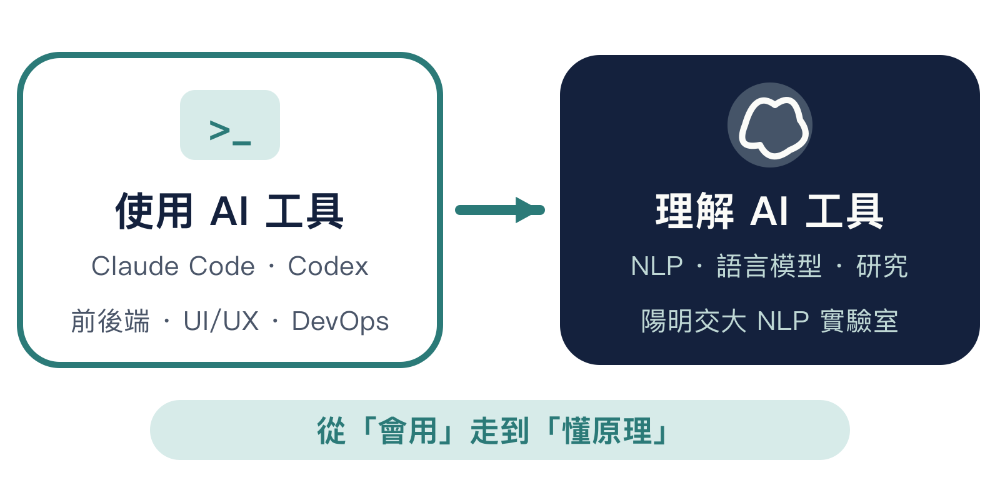 >_
使用 AI 工具
Claude Code · Codex
前後端 · UI/UX · DevOps
理解 AI 工具
NLP · 語言模型 · 研究
陽明交大 NLP 實驗室
從「會用」走到「懂原理」